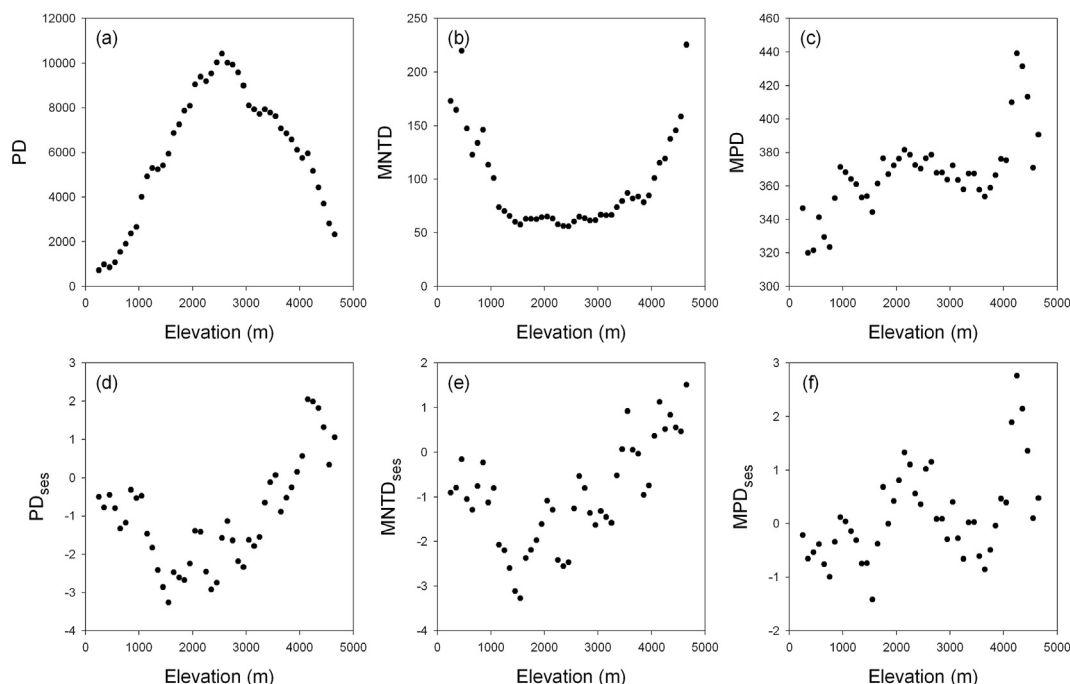 (a)
PD
12000
10000
8000
6000
4000
2000
0
0 1000 2000 3000 4000 5000
Elevation (m)
(b)
MNTD
250
200
150
100
50
0
0 1000 2000 3000 4000 5000
Elevation (m)
(c)
MPD
460
440
420
400
380
360
340
320
300
0 1000 2000 3000 4000 5000
Elevation (m)
(d)
PDses
3
2
1
0
-1
-2
-3
-4
0 1000 2000 3000 4000 5000
Elevation (m)
(e)
MNTDses
2
1
0
-1
-2
-3
-4
0 1000 2000 3000 4000 5000
Elevation (m)
(f)
MPDses
3
2
1
0
-1
-2
0 1000 2000 3000 4000 5000
Elevation (m)